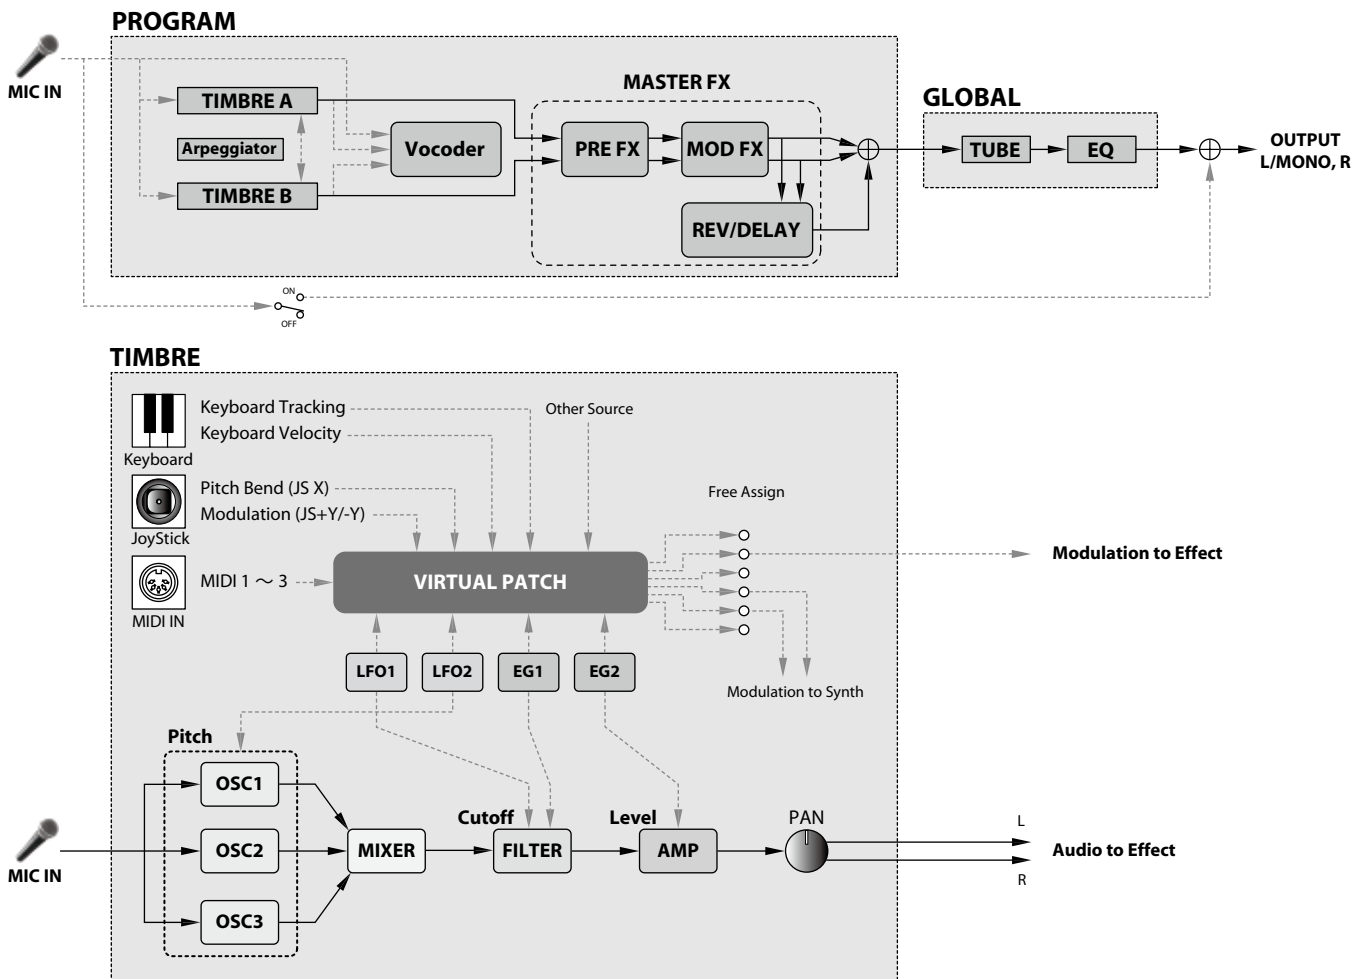 PROGRAM
MIC IN
TIMBRE A
Arpeggiator
TIMBRE B
Vocoder
MASTER FX
PRE FX
MOD FX
REV/DELAY
GLOBAL
TUBE
EQ
OUTPUT
L/MONO, R
ON
OFF
TIMBRE
Keyboard
Keyboard Tracking
Keyboard Velocity
Other Source
JoyStick
Pitch Bend (JS X)
Modulation (JS+Y/-Y)
Free Assign
MIDI IN
MIDI 1 ~ 3
VIRTUAL PATCH
Modulation to Effect
LFO1
LFO2
EG1
EG2
Modulation to Synth
Pitch
OSC1
OSC2
OSC3
MIC IN
MIXER
Cutoff
FILTER
Level
AMP
PAN
L
R
Audio to Effect